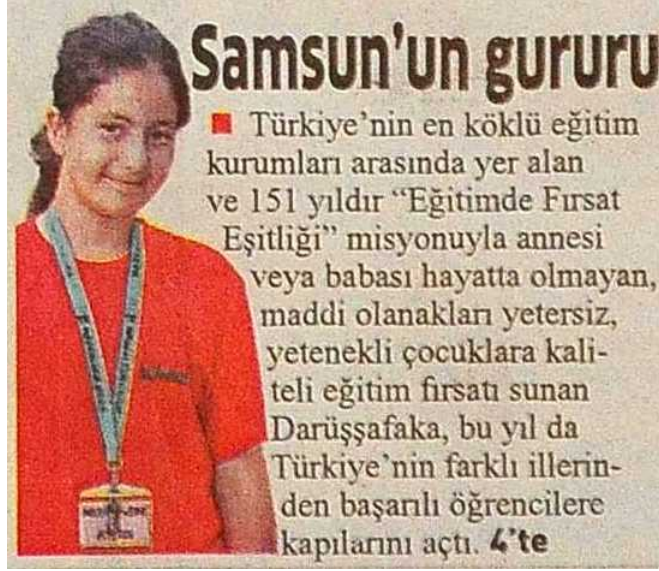 Samsun'un gururu
■ Türkiye'nin en köklü eğitim
kurumları arasında yer alan
ve 151 yıldır “Eğitimde Fırsat
Eşitliği” misyonuyla annesi
veya babası hayatta olmayan,
maddi olanakları yetersiz,
yetenekli çocuklara kali-
teli eğitim fırsatı sunan
Darüşşafaka, bu yıl da
Türkiye'nin farklı illerin-
den başarılı öğrencilere
kapılarını açtı. 4'te